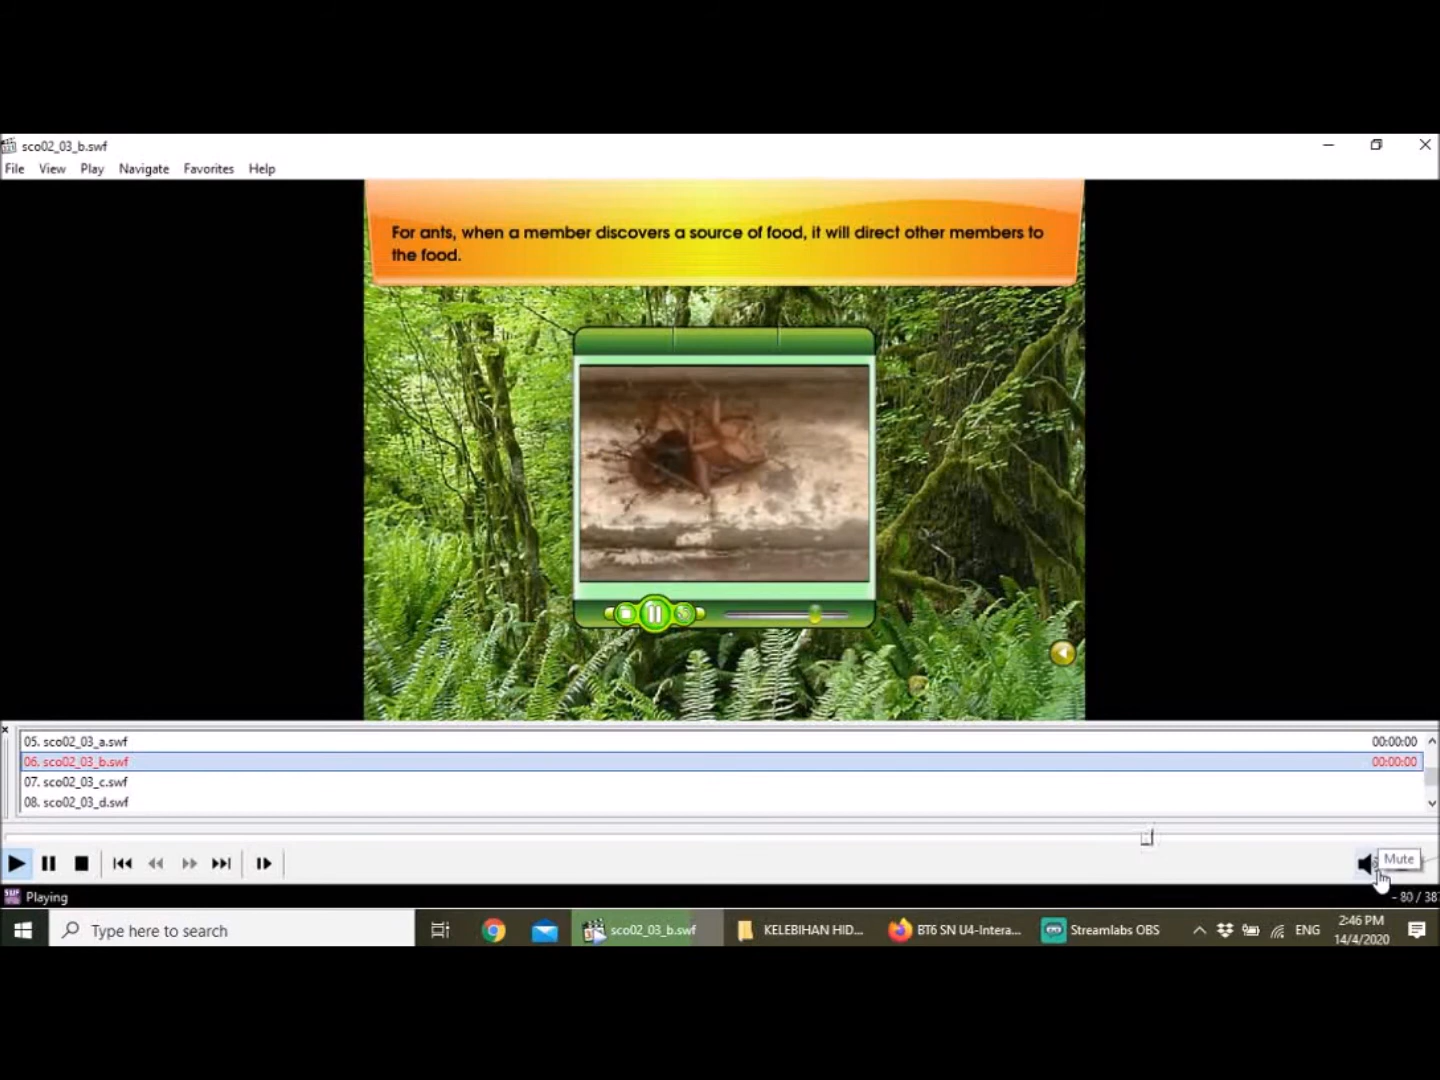 sco02_03_b.swf
File View Play Navigate Favorites Help
For ants, when a member discovers a source of food, it will direct other members to
the food.
05. sco02_03_a.swf 00:00:00
06. sco02_03_b.swf 00:00:00
07. sco02_03_c.swf
08. sco02_03_d.swf
Mute
Playing
- 80 / 387
Type here to search
sco02_03_b.swf
KELEBIHAN HID...
BT6 SN U4-Intera...
Streamlabs OBS
ENG
2:46 PM
14/4/2020